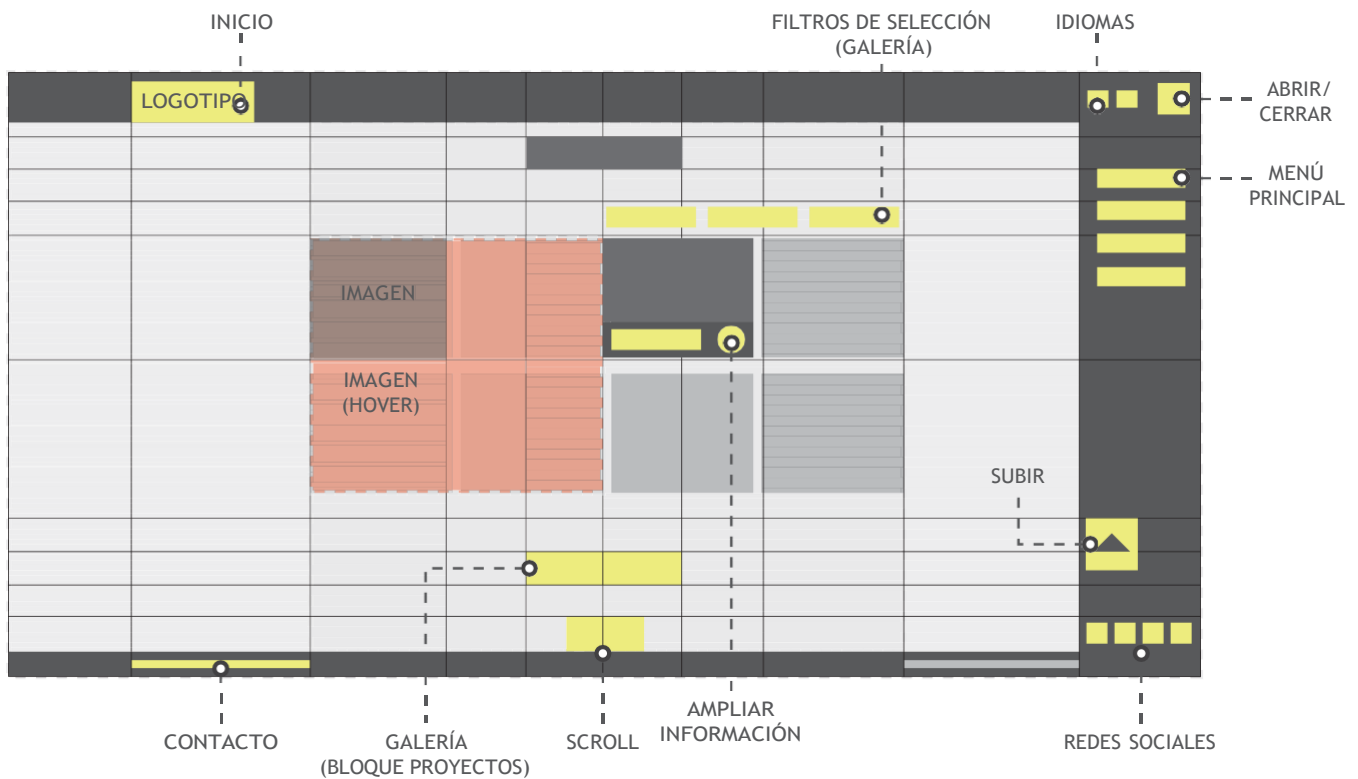 INICIO
FILTROS DE SELECCIÓN
(GALERÍA)
IDIOMAS
LOGOTIPO
ABRIR/
CERRAR
MENÚ
PRINCIPAL
IMAGEN
IMAGEN
(HOVER)
SUBIR
CONTACTO
GALERÍA
(BLOQUE PROYECTOS)
SCROLL
AMPLIAR
INFORMACIÓN
REDES SOCIALES